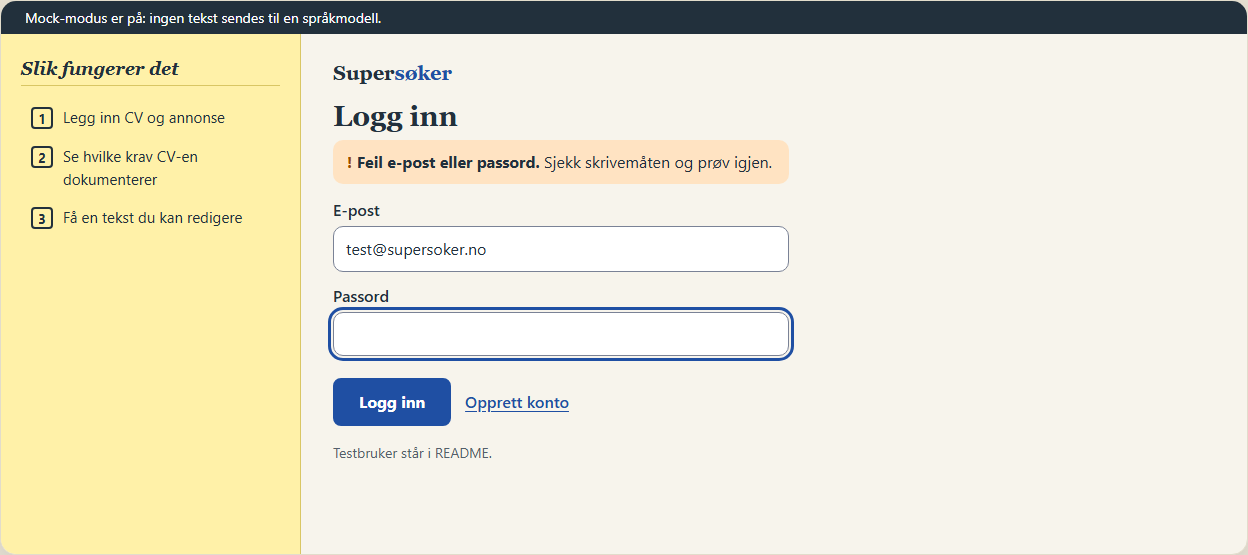 Mock-modus er på: ingen tekst sendes til en språkmodell.
Slik fungerer det
1 Legg inn CV og annonse
2 Se hvilke krav CV-en
dokumenterer
3 Få en tekst du kan redigere
Supersøker
Logg inn
! Feil e-post eller passord. Sjekk skrivemåten og prøv igjen.
E-post
test@supersoker.no
Passord
Logg inn Opprett konto
Testbruker står i README.